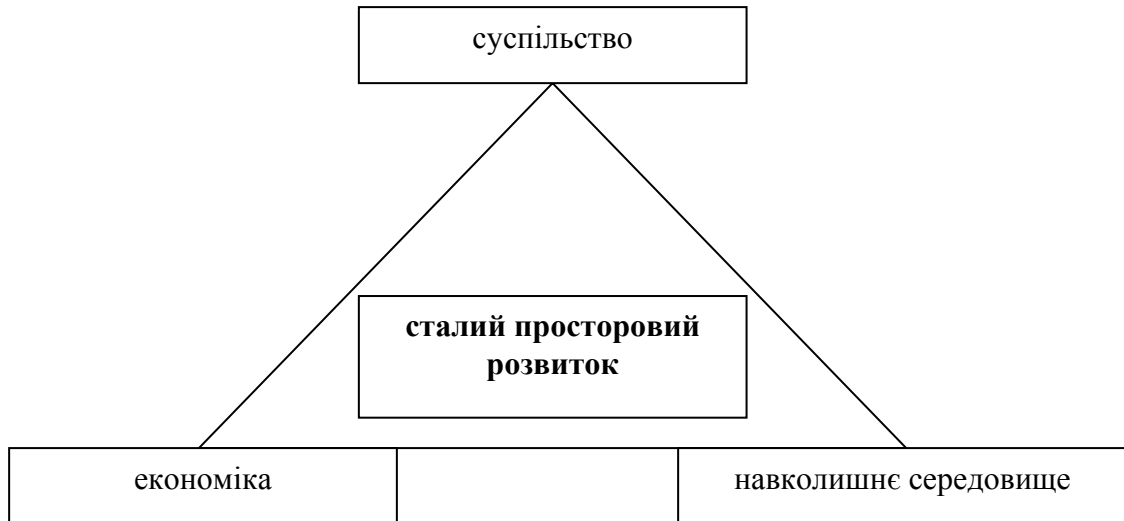 суспільство
сталий просторовий
розвиток
економіка
навколишнє середовище